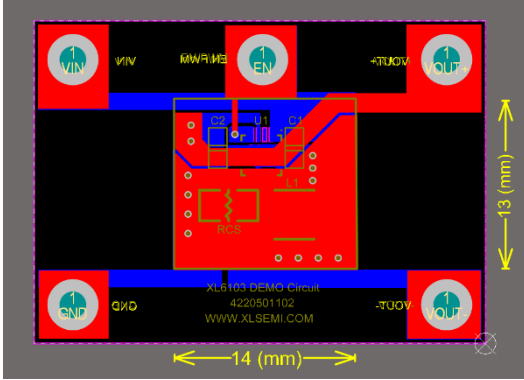 1 1 1
VIN VIN EN/PWM EN VOUT+ VOUT+
C2 U1 C1
L1
RCS
13 (mm)
XL6103 DEMO Circuit
4220501102
WWW.XLSEMI.COM
1 1
GND GND VOUT- VOUT-
14 (mm)